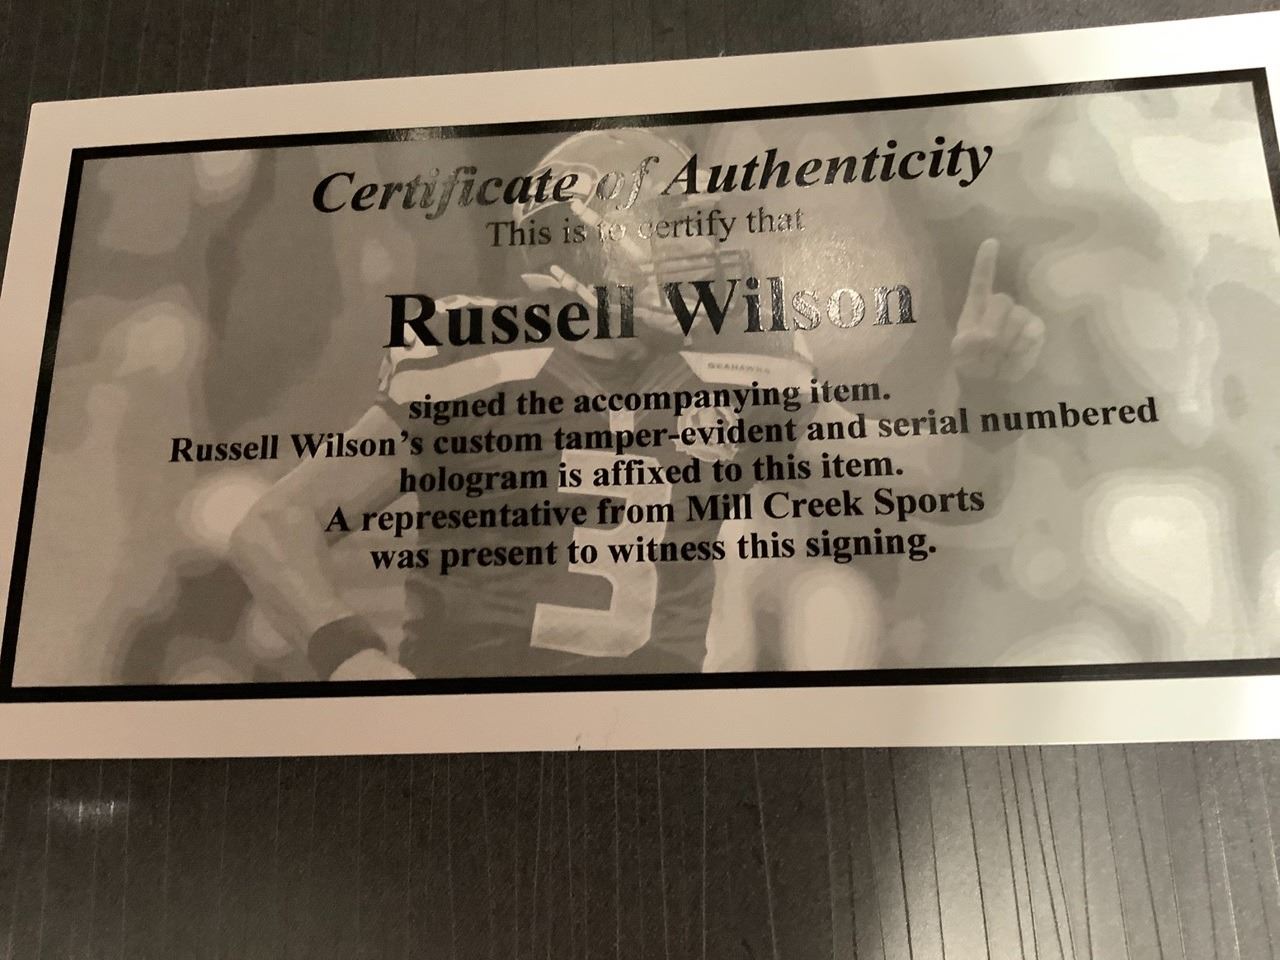 Certificate of Authenticity
This is to certify that
Russell Wilson
SEAHAWKS
signed the accompanying item.
Russell Wilson’s custom tamper-evident and serial numbered
hologram is affixed to this item.
A representative from Mill Creek Sports
was present to witness this signing.
3